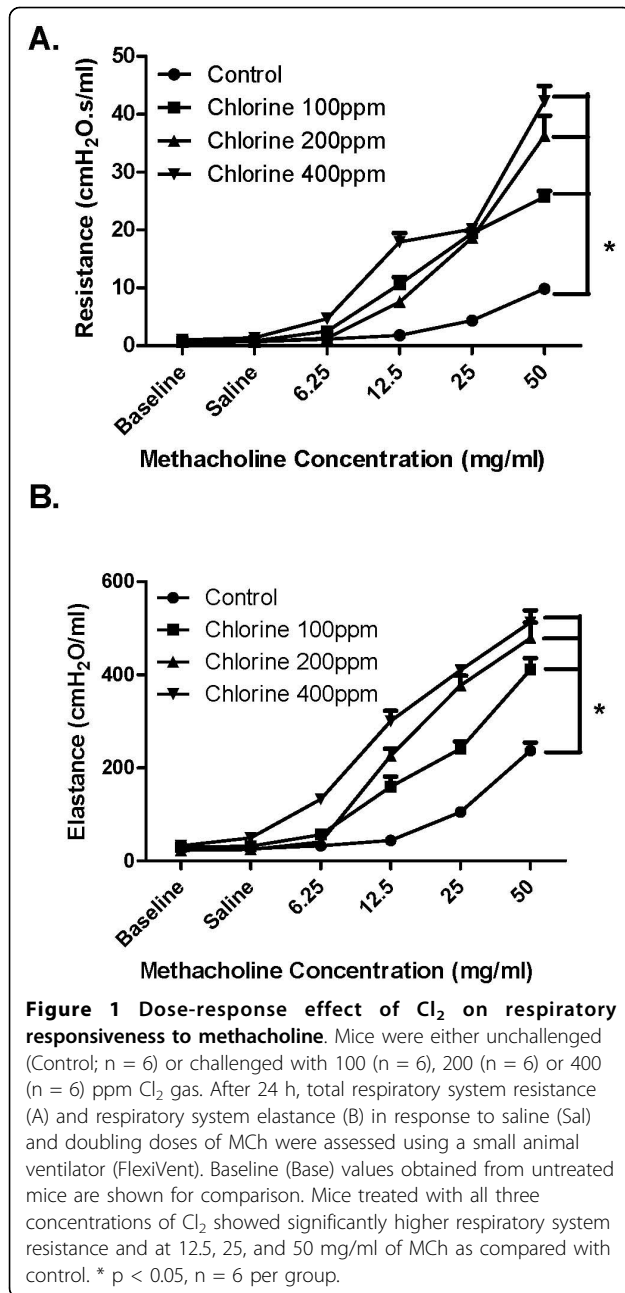 A.
50
40
30
20
10
0
Resistance (cmH₂O.s/ml)
Control
Chlorine 100ppm
Chlorine 200ppm
Chlorine 400ppm
*
Baseline
Saline
6.25
12.5
25
50
Methacholine Concentration (mg/ml)
B.
600
400
200
0
Elastance (cmH₂O/ml)
Control
Chlorine 100ppm
Chlorine 200ppm
Chlorine 400ppm
*
Baseline
Saline
6.25
12.5
25
50
Methacholine Concentration (mg/ml)
Figure 1 Dose-response effect of Cl₂ on respiratory
responsiveness to methacholine. Mice were either unchallenged
(Control; n = 6) or challenged with 100 (n = 6), 200 (n = 6) or 400
(n = 6) ppm Cl₂ gas. After 24 h, total respiratory system resistance
(A) and respiratory system elastance (B) in response to saline (Sal)
and doubling doses of MCh were assessed using a small animal
ventilator (FlexiVent). Baseline (Base) values obtained from untreated
mice are shown for comparison. Mice treated with all three
concentrations of Cl₂ showed significantly higher respiratory system
resistance and at 12.5, 25, and 50 mg/ml of MCh as compared with
control. * p < 0.05, n = 6 per group.